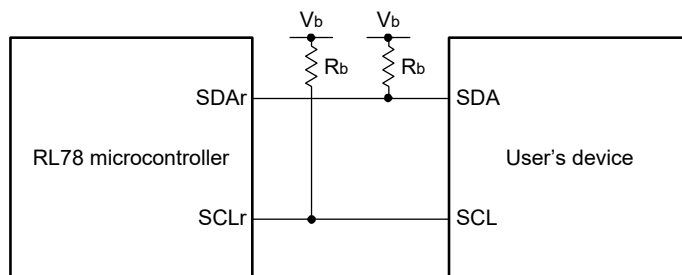 Vb Vb
Rb Rb
SDAr SDA
RL78 microcontroller User's device
SCLr SCL